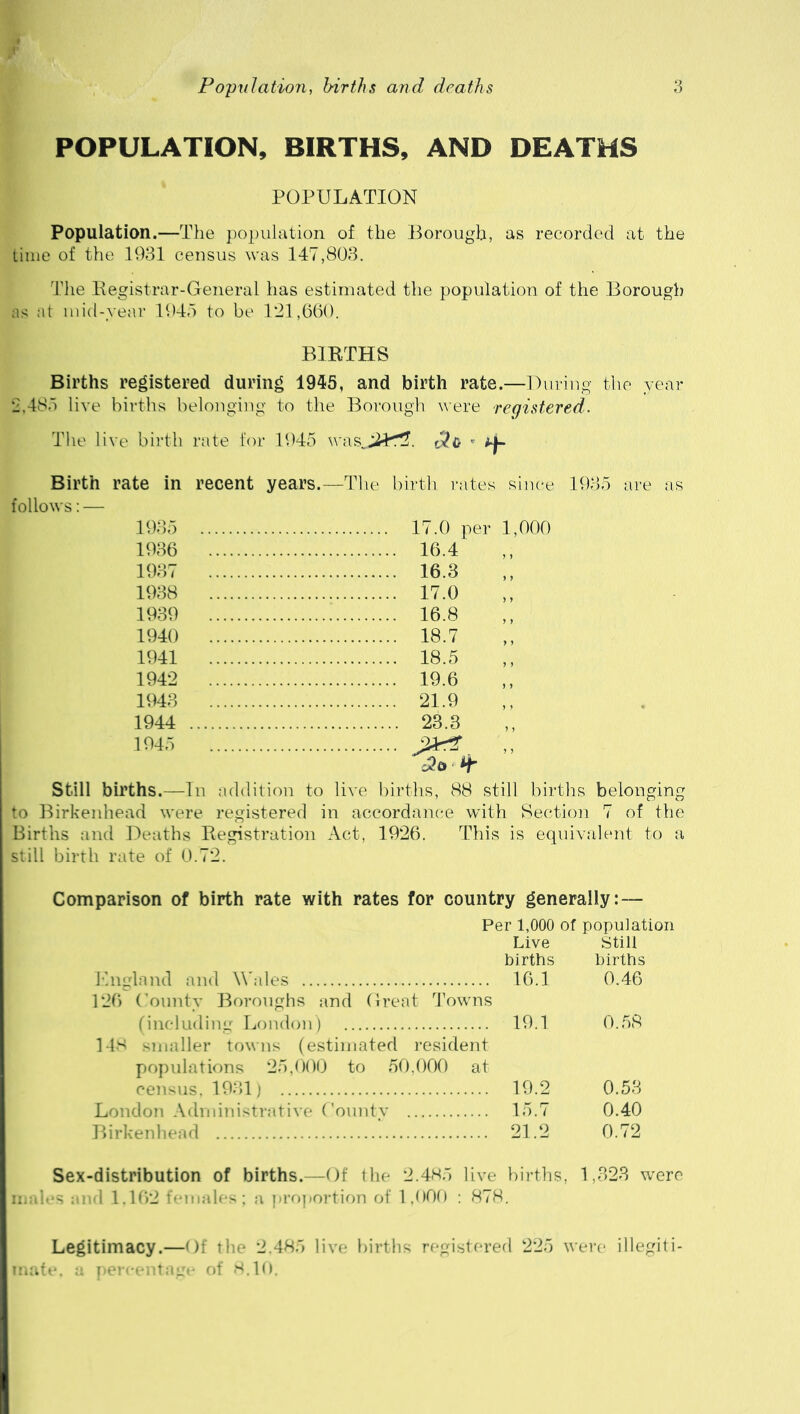 Population, births and deaths 3
POPULATION, BIRTHS, AND DEATHS
POPULATION
Population.—The population of the Borough, as recorded at the
time of the 1931 census was 147,803.
The Registrar-General has estimated the population of the Borough
as at mid-year 1945 to be 121,660.
BIRTHS
Births registered during 1945, and birth rate.—During the year
2,485 live births belonging to the Borough were registered.
The live birth rate for 1945 was 21.2. 20.4
Birth rate in recent years.—The birth rates since 1935 are as
follows:—
1935 .......... 17.0 per 1,000
1936 .......... 16.4 ,,
1937 .......... 16.3 ,,
1938 .......... 17.0 ,,
1939 .......... 16.8 ,,
1940 .......... 18.7 ,,
1941 .......... 18.5 ,,
1942 .......... 19.6 ,,
1943 .......... 21.9 ,,
1944 .......... 23.3 ,,
1945 .......... 21.2 ,,
20.4
Still births.—In addition to live births, 88 still births belonging
to Birkenhead were registered in accordance with Section 7 of the
Births and Deaths Registration Act, 1926. This is equivalent to a
still birth rate of 0.72.
Comparison of birth rate with rates for country generally:—
Per 1,000 of population
Live Still
births births
England and Wales .......... 16.1 0.46
126 County Boroughs and Great Towns
(including London) .......... 19.1 0.58
148 smaller towns (estimated resident
populations 25,000 to 50,000 at
census, 1931) .......... 19.2 0.53
London Administrative County .......... 15.7 0.40
Birkenhead .......... 21.2 0.72
Sex-distribution of births.—Of the 2.485 live births, 1,323 were
males and 1,162 females; a proportion of 1,000 : 878.
Legitimacy.—Of the 2,485 live births registered 225 were illegiti-
mate, a percentage of 8.10.